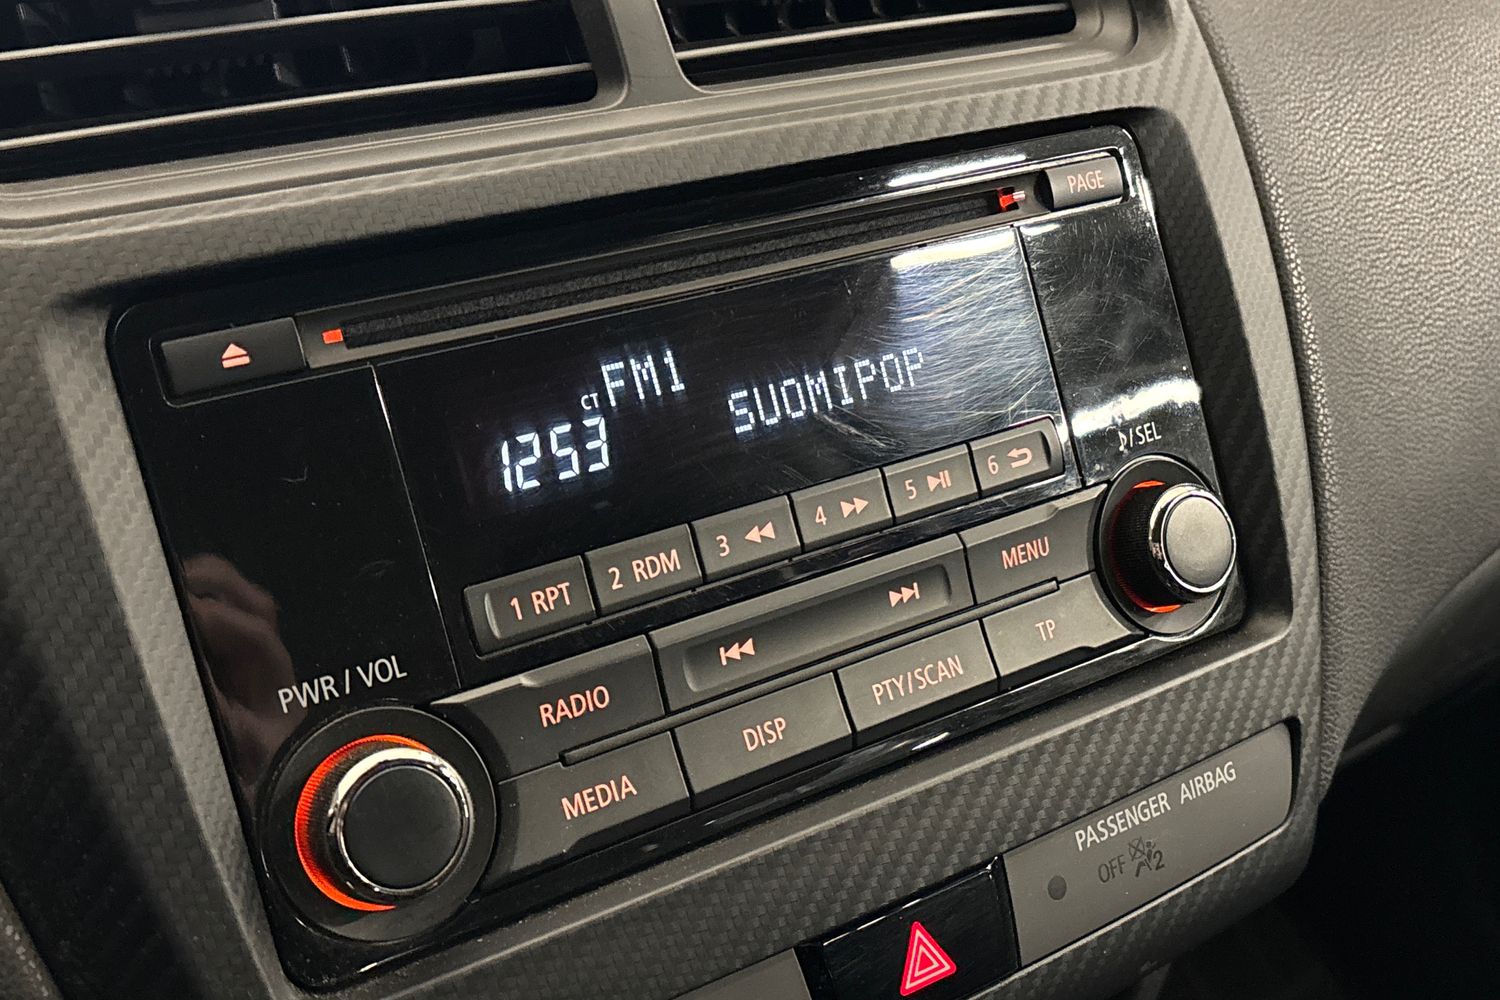 PAGE
FM1
CT
1253
SUOMIPOP
♪/SEL
1 RPT
2 RDM
3
4
5
6
MENU
PWR / VOL
RADIO
TP
DISP
PTY/SCAN
MEDIA
PASSENGER AIRBAG
OFF
2